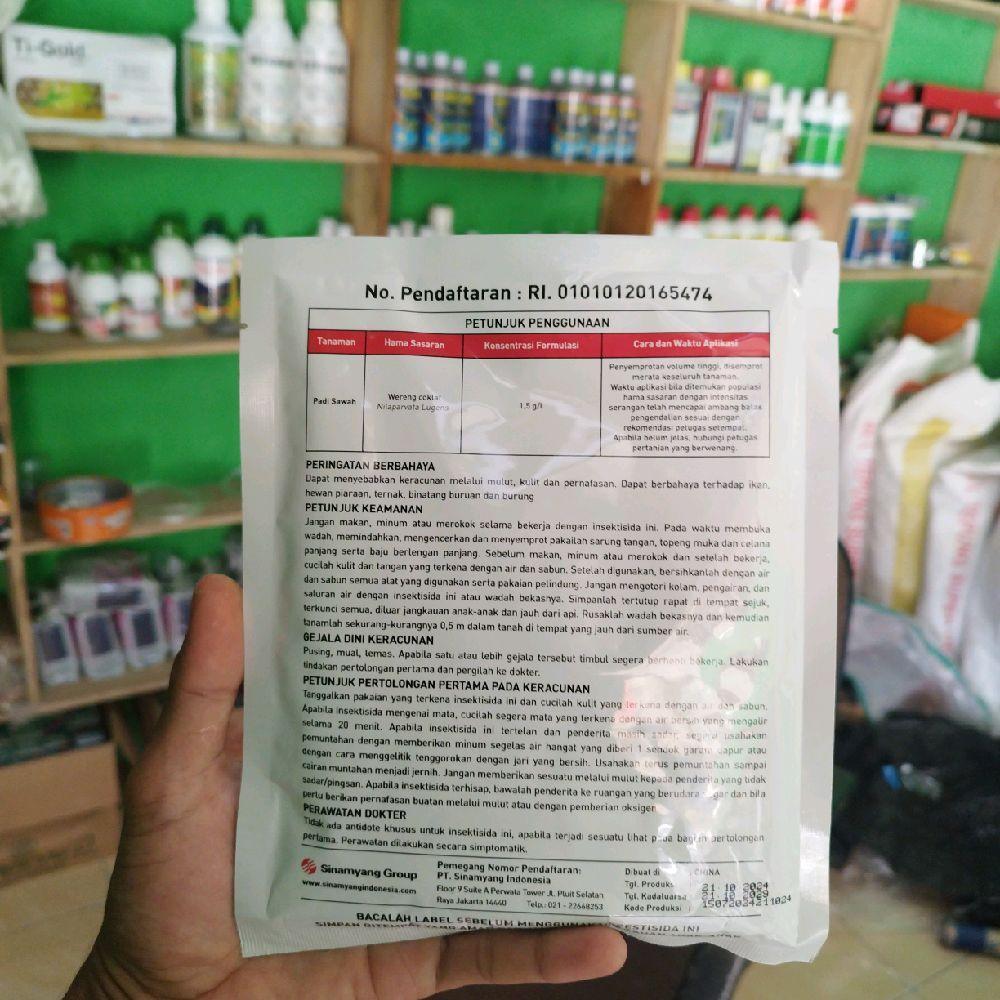 Ti-Gold
No. Pendaftaran : RI. 01010120165474
PETUNJUK PENGGUNAAN
Tanaman Hama Sasaran Konsentrasi Formulasi Cara dan Waktu Aplikasi
Padi Sawah
Wereng coklat
Nilaparvata Lugens
1,5 g/l
Penyemprotan volume tinggi, disemprot
merata keseluruh tanaman.
Waktu aplikasi bila ditemukan populasi
hama sasaran dengan intensitas
serangan telah mencapai ambang batas
pengendalian sesuai dengan
rekomendasi petugas setempat.
Apabila belum jelas, hubungi petugas
pertanian yang berwenang.
PERINGATAN BERBAHAYA
Dapat menyebabkan keracunan melalui mulut, kulit dan pernafasan. Dapat berbahaya terhadap ikan,
hewan piaraan, ternak, binatang buruan dan burung
PETUNJUK KEAMANAN
Jangan makan, minum atau merokok selama bekerja dengan insektisida ini. Pada waktu membuka
wadah, memindahkan, mengencerkan dan menyemprot pakailah sarung tangan, topeng muka dan celana
panjang serta baju berlengan panjang. Sebelum makan, minum atau merokok dan setelah bekerja,
cucilah kulit dan tangan yang terkena dengan air dan sabun. Setelah digunakan, bersihkanlah dengan air
dan sabun semua alat yang digunakan serta pakaian pelindung. Jangan mengotori kolam, pengairan, dan
saluran air dengan insektisida ini atau wadah bekasnya. Simpanlah tertutup rapat di tempat sejuk,
terkunci semua, diluar jangkauan anak-anak dan jauh dari api. Rusaklah wadah bekasnya dan kemudian
tanamlah sekurang-kurangnya 0,5 m dalam tanah di tempat yang jauh dari sumber air.
GEJALA DINI KERACUNAN
Pusing, mual, lemas. Apabila satu atau lebih gejala tersebut timbul segera berhenti bekerja. Lakukan
tindakan pertolongan pertama dan pergilah ke dokter.
PETUNJUK PERTOLONGAN PERTAMA PADA KERACUNAN
Tanggalkan pakaian yang terkena insektisida ini dan cucilah kulit yang terkena dengan air dan sabun.
Apabila insektisida mengenai mata, cucilah segera mata yang terkena dengan air bersih yang mengalir
selama 20 menit. Apabila insektisida ini tertelan dan penderita masih sadar, segera usahakan
pemuntahan dengan memberikan minum segelas air hangat yang diberi 1 sendok garam dapur atau
dengan cara menggelitik tenggorokan dengan jari yang bersih. Usahakan terus pemuntahan sampai
cairan muntahan menjadi jernih. Jangan memberikan sesuatu melalui mulut kepada penderita yang tidak
sadar/pingsan. Apabila insektisida terhisap, bawalah penderita ke ruangan yang berudara segar dan bila
perlu berikan pernafasan buatan melalui mulut atau dengan pemberian oksigen
PERAWATAN DOKTER
Tidak ada antidote khusus untuk insektisida ini, apabila terjadi sesuatu lihat pada bagian pertolongan
pertama. Perawatan dilakukan secara simptomatik.
Sinamyang Group
www.sinamyangindonesia.com
Pemegang Nomor Pendaftaran:
PT. Sinamyang Indonesia
Floor 9 Suite A Perwata Tower JL. Pluit Selatan
Raya Jakarta 14440 Telp.: 021 - 22668253
Dibuat di CHINA
Tgl. Produksi 21-10 2024
Tgl. Kadaluarsa
Kode Produksi
BACALAH LABEL SEBELUM MENGGUNAKAN PESTISIDA INI